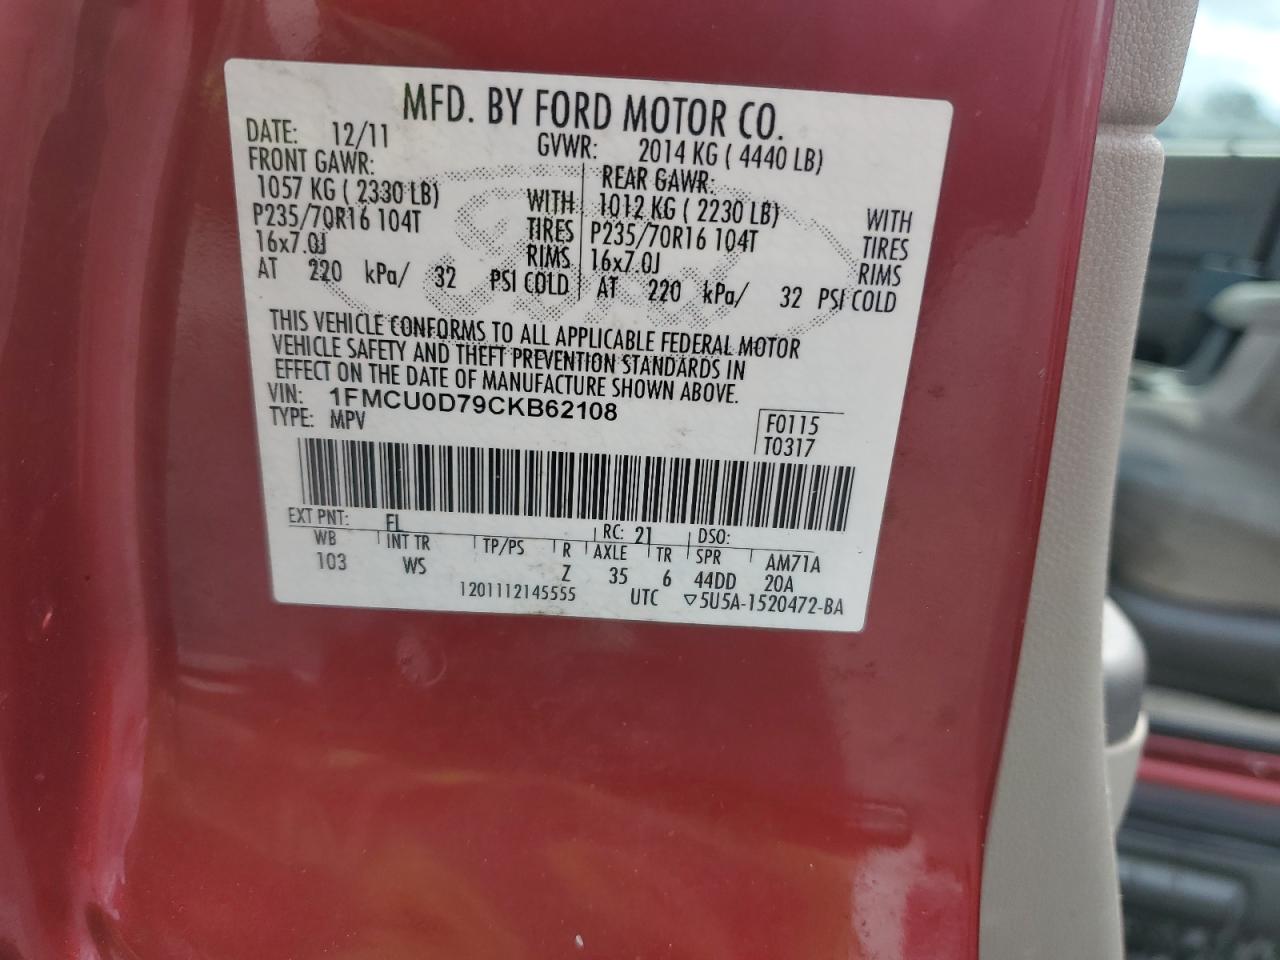 MFD. BY FORD MOTOR CO.
DATE: 12/11 GVWR: 2014 KG ( 4440 LB)
FRONT GAWR: REAR GAWR:
1057 KG ( 2330 LB) WITH 1012 KG ( 2230 LB) WITH
P235/70R16 104T TIRES P235/70R16 104T TIRES
16x7.0J RIMS 16x7.0J RIMS
AT 220 kPa/ 32 PSI COLD AT 220 kPa/ 32 PSI COLD
THIS VEHICLE CONFORMS TO ALL APPLICABLE FEDERAL MOTOR
VEHICLE SAFETY AND THEFT PREVENTION STANDARDS IN
EFFECT ON THE DATE OF MANUFACTURE SHOWN ABOVE.
VIN: 1FMCU0D79CKB62108
TYPE: MPV F0115
T0317
EXT PNT: FL RC: 21 DSO:
WB INT TR TP/PS R AXLE TR SPR AM71A
103 WS Z 35 6 44DD 20A
1201112145555 UTC ▽5U5A-1520472-BA